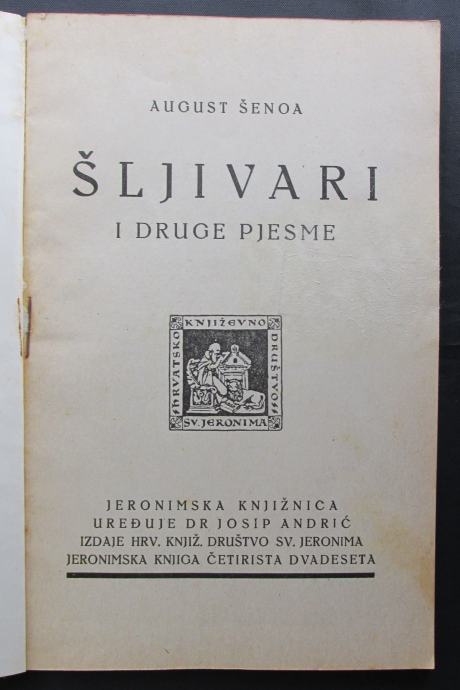 AUGUST ŠENOA
ŠLJIVARI
I DRUGE PJESME
KNJIŽEVNO
HRVATSKO
DRUŠTVO
SV. JERONIMA
JERONIMSKA KNJIŽNICA
UREĐUJE DR JOSIP ANDRIĆ
IZDAJE HRV. KNJIŽ. DRUŠTVO SV. JERONIMA
JERONIMSKA KNJIGA ČETIRISTA DVADESETA